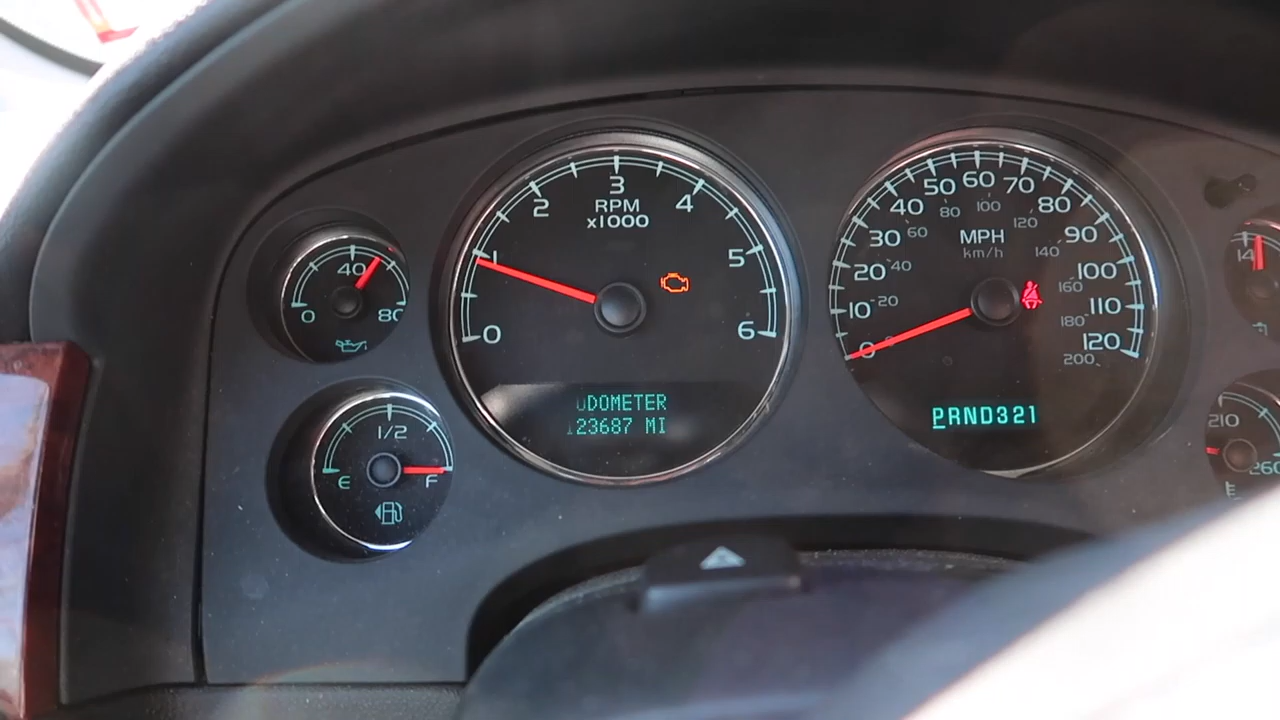 40
0 80
1/2
E F
0 1 2 3 4 5 6
RPM
x1000
ODOMETER
123687 MI
0 10 20 30 40 50 60 70 80 90 100 110 120
20 40 60 80 100 120 140 160 180 200
MPH
km/h
PRND321
14
210
260